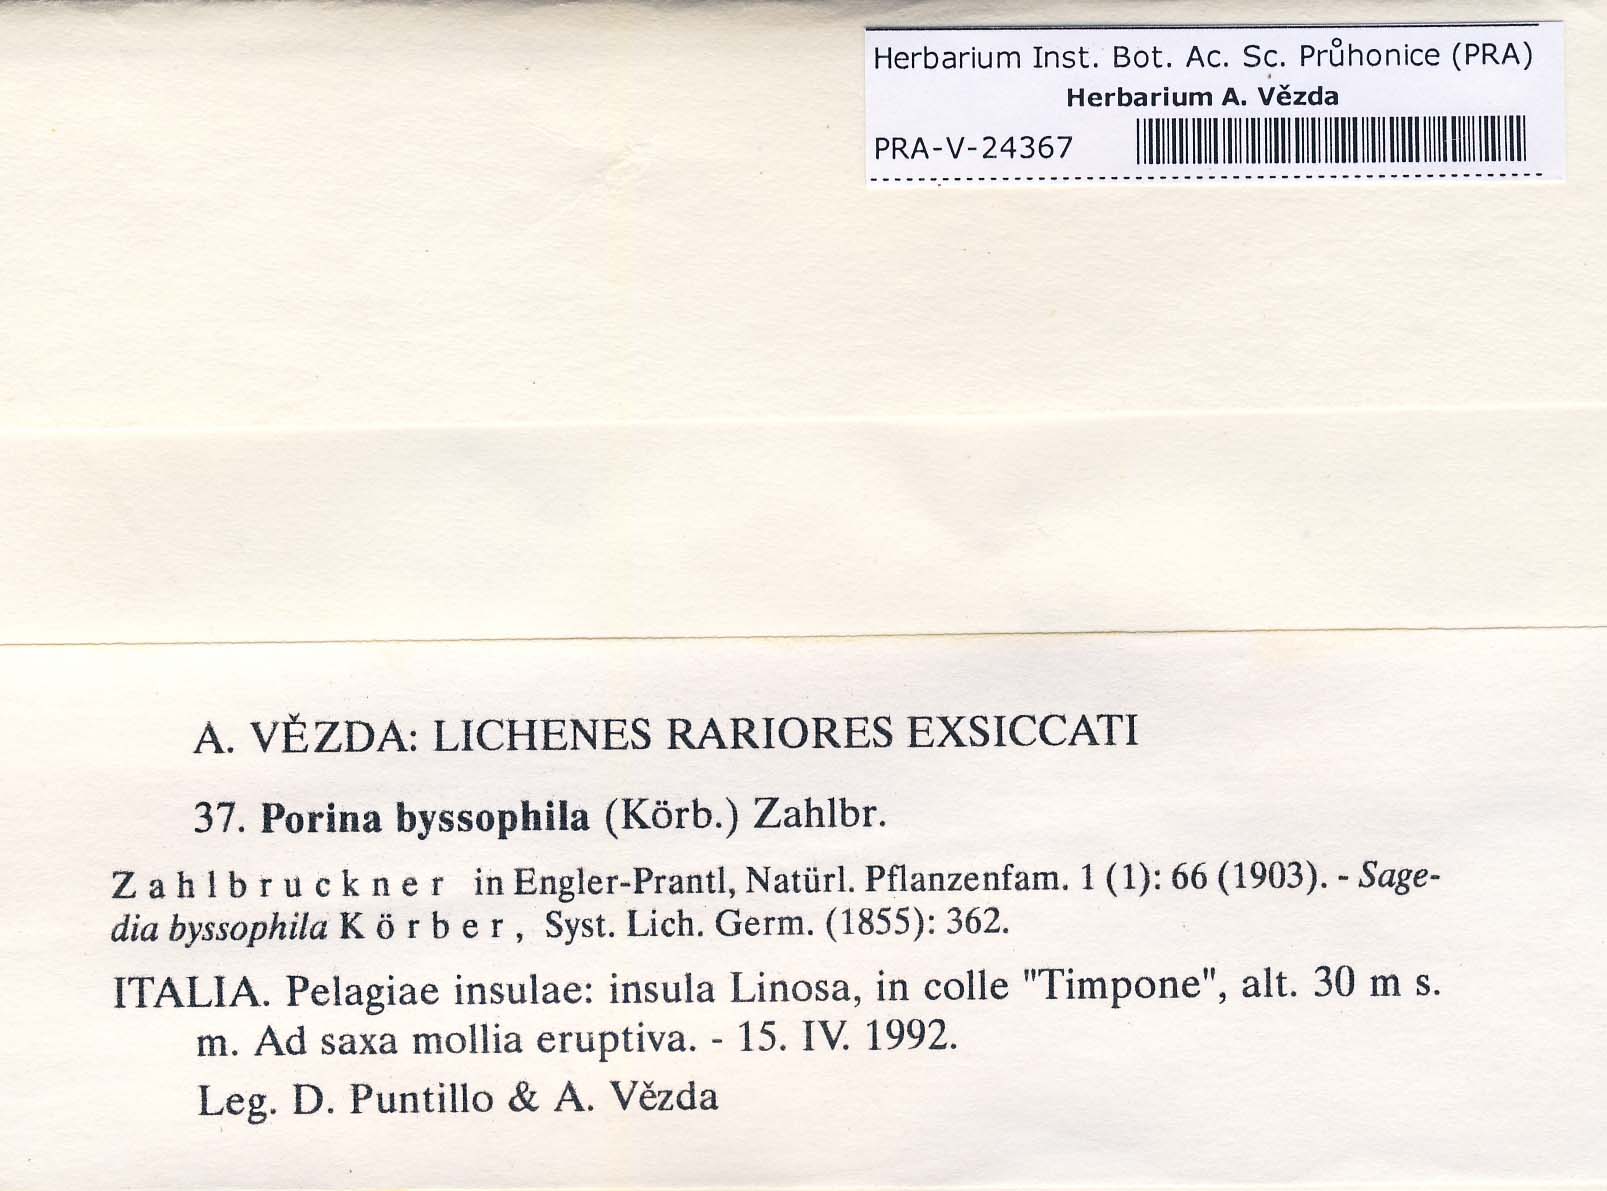 Herbarium Inst. Bot. Ac. Sc. Průhonice (PRA)
Herbarium A. Vězda
PRA-V-24367
A. VĚZDA: LICHENES RARIORES EXSICCATI
37. Porina byssophila (Körb.) Zahlbr.
Zahlbruckner in Engler-Prantl, Natürl. Pflanzenfam. 1 (1): 66 (1903). - Sage-
dia byssophila Körber, Syst. Lich. Germ. (1855): 362.
ITALIA. Pelagiae insulae: insula Linosa, in colle "Timpone", alt. 30 m s.
m. Ad saxa mollia eruptiva. - 15. IV. 1992.
Leg. D. Puntillo & A. Vězda